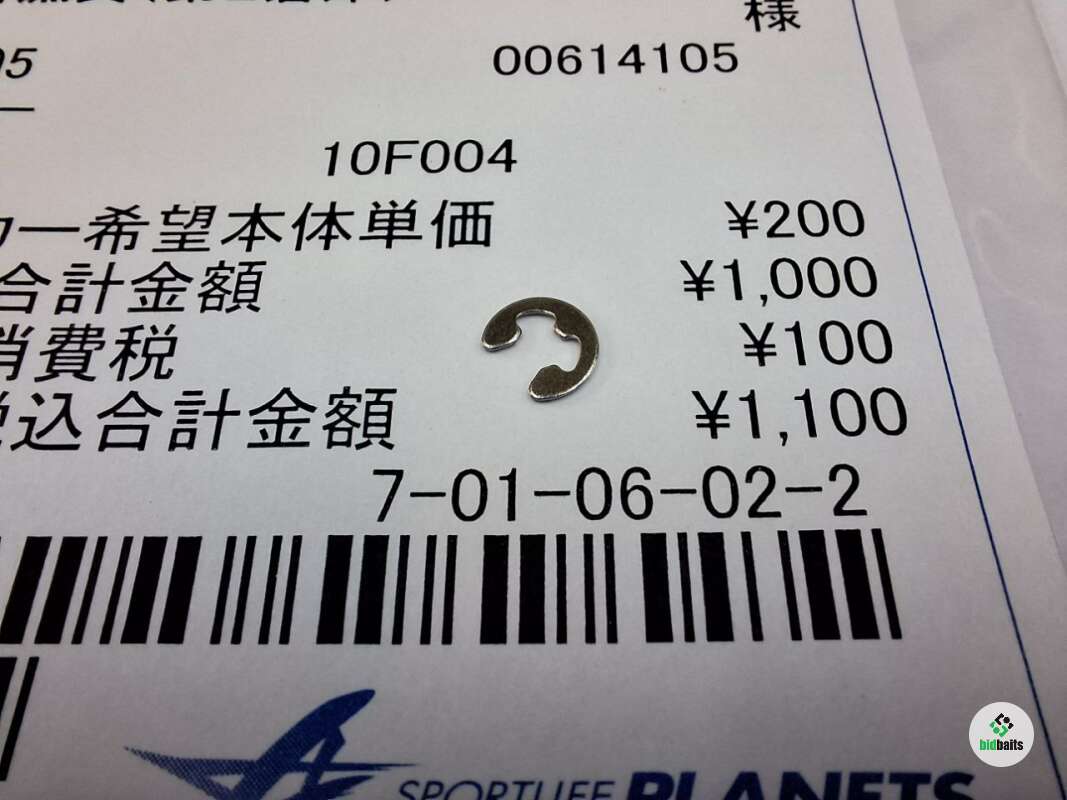 様
05
00614105
10F004
カー希望本体単価 ¥200
合計金額 ¥1,000
消費税 ¥100
税込合計金額 ¥1,100
7-01-06-02-2
SPORTLIFE PLANETS
bidbaits